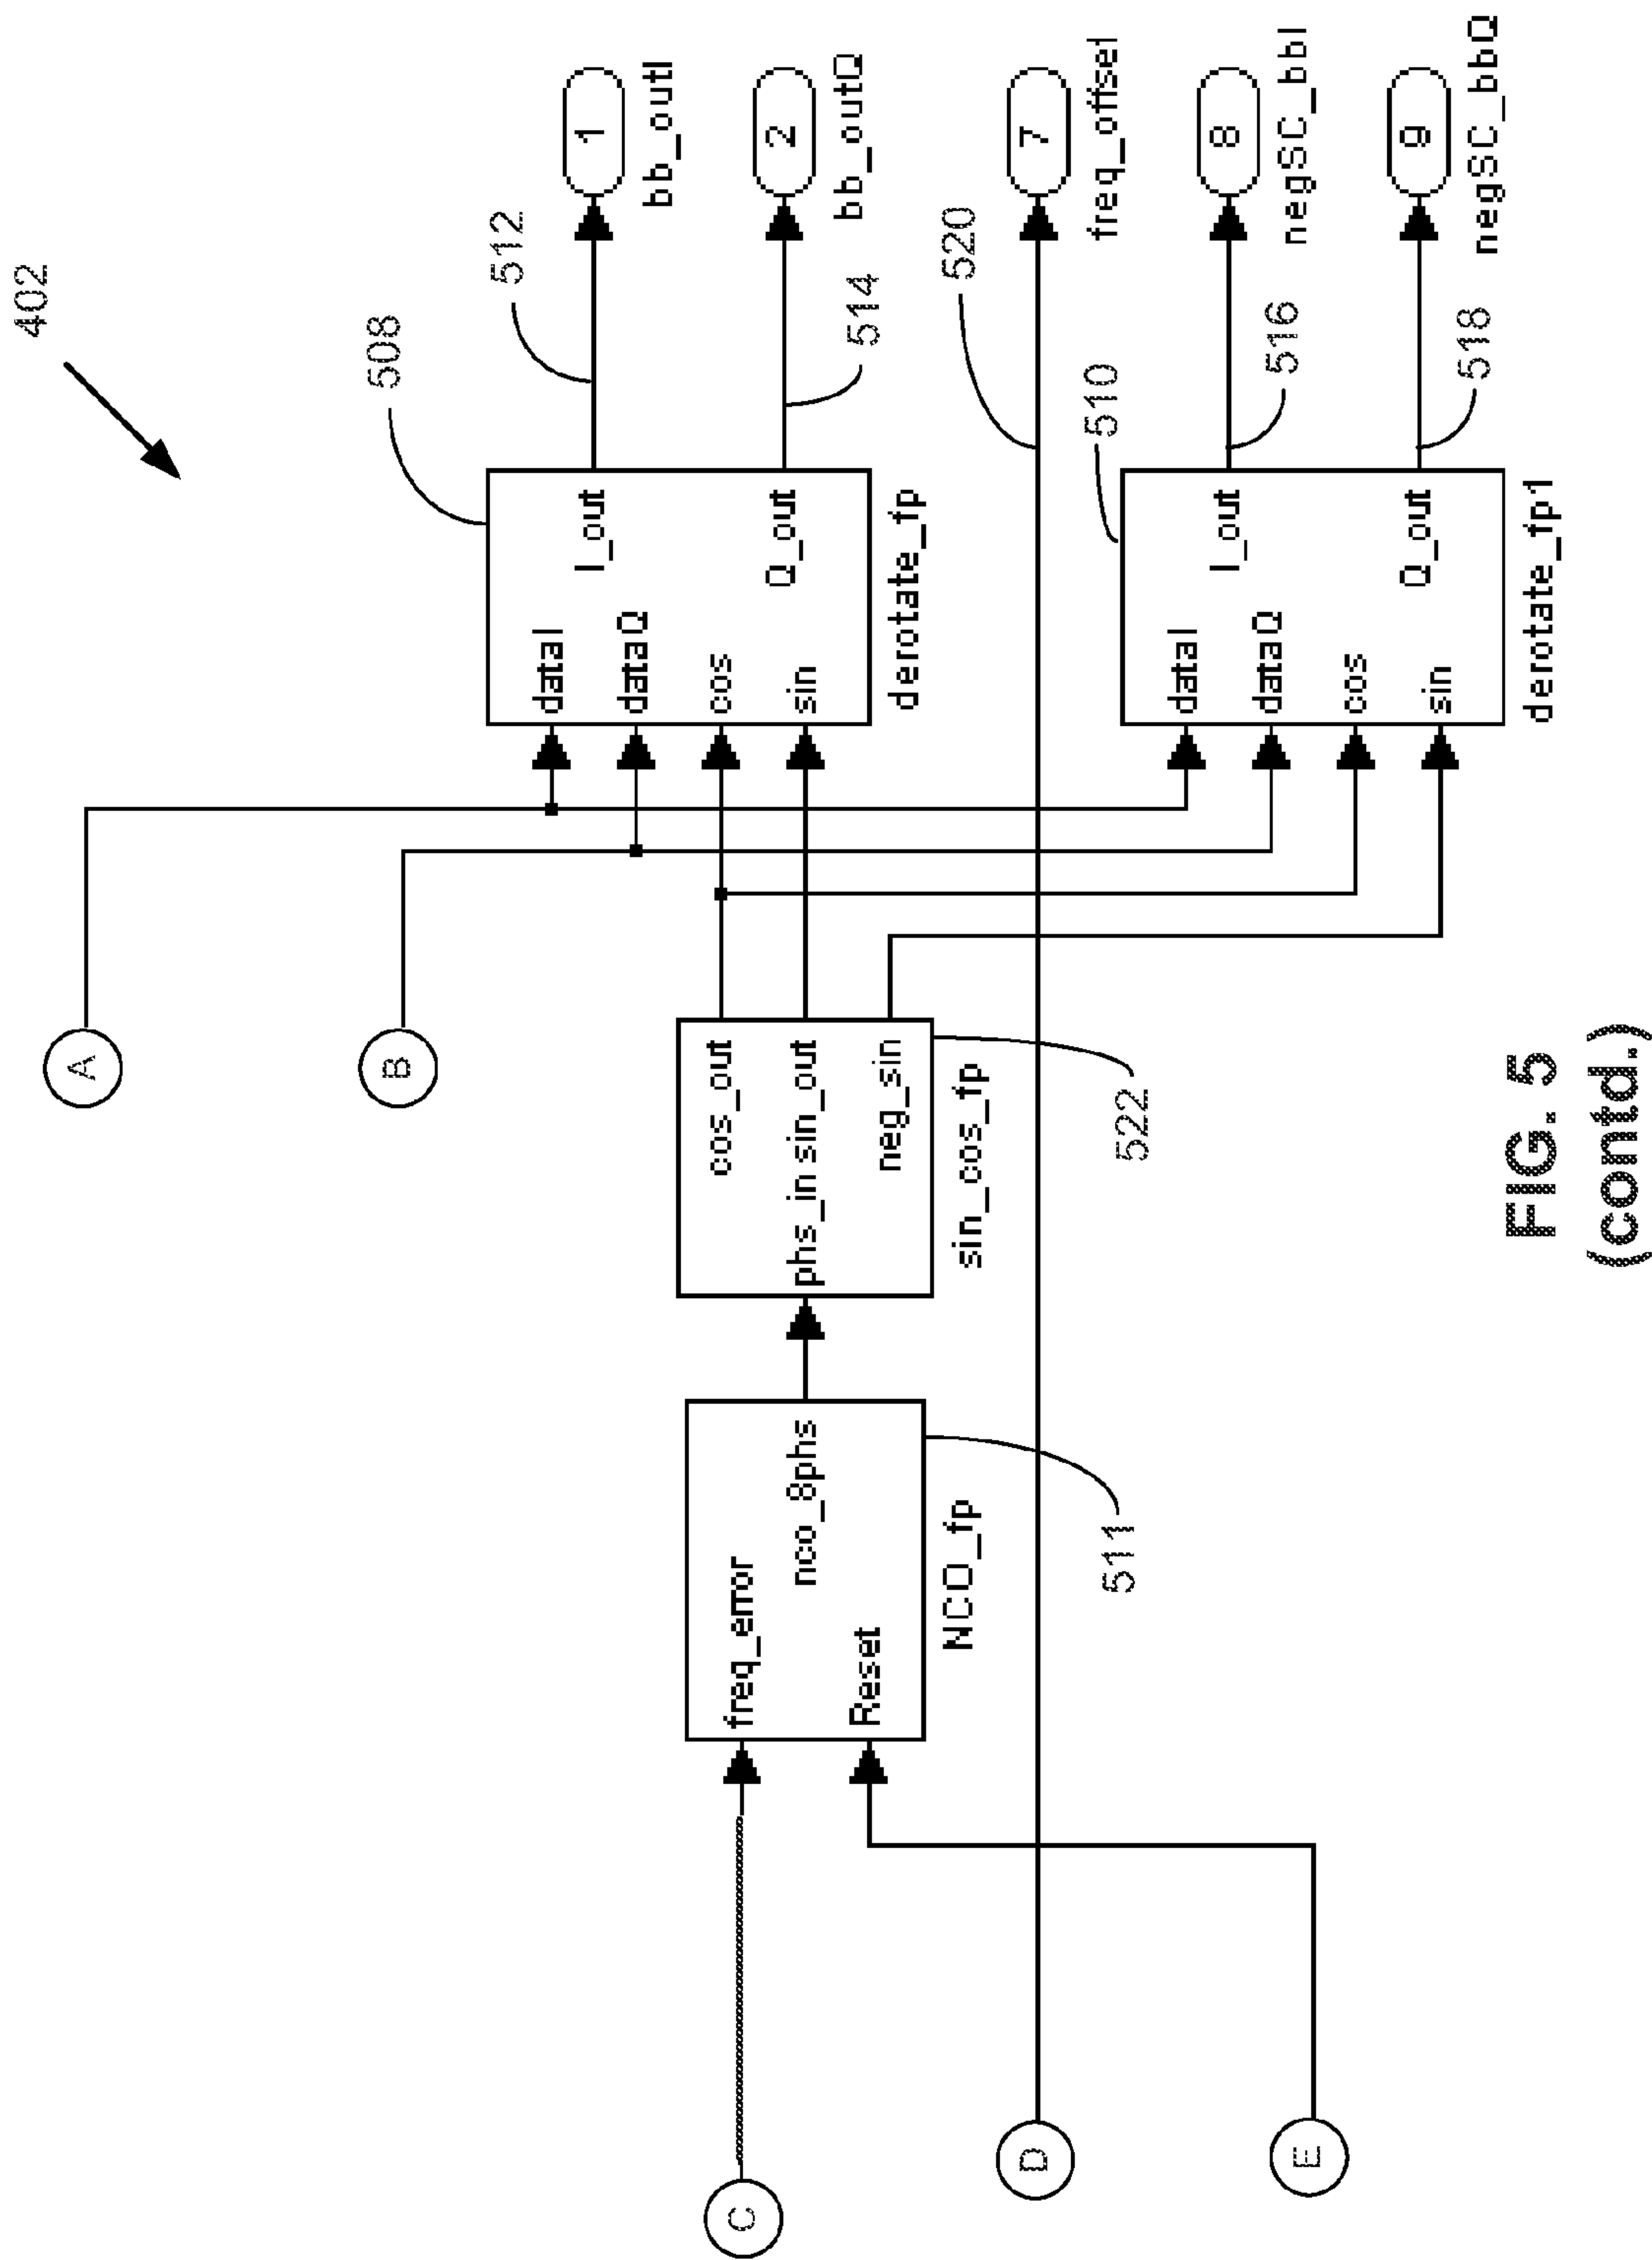 402
A
B
C
D
E
freq_error
nco_8phs
Reset
NCO_fp
511
cos_out
phs_in sin_out
neg_sin
sin_cos_fp
522
508
dataI
I_out
dataQ
cos
Q_out
sin
derotate_fp
512
1
bb_outI
514
2
bb_outQ
520
7
freq_offsel
510
dataI
I_out
dataQ
cos
Q_out
sin
derotate_fp1
516
8
negSC_bbI
518
9
negSC_bbQ
FIG. 5
(contd.)